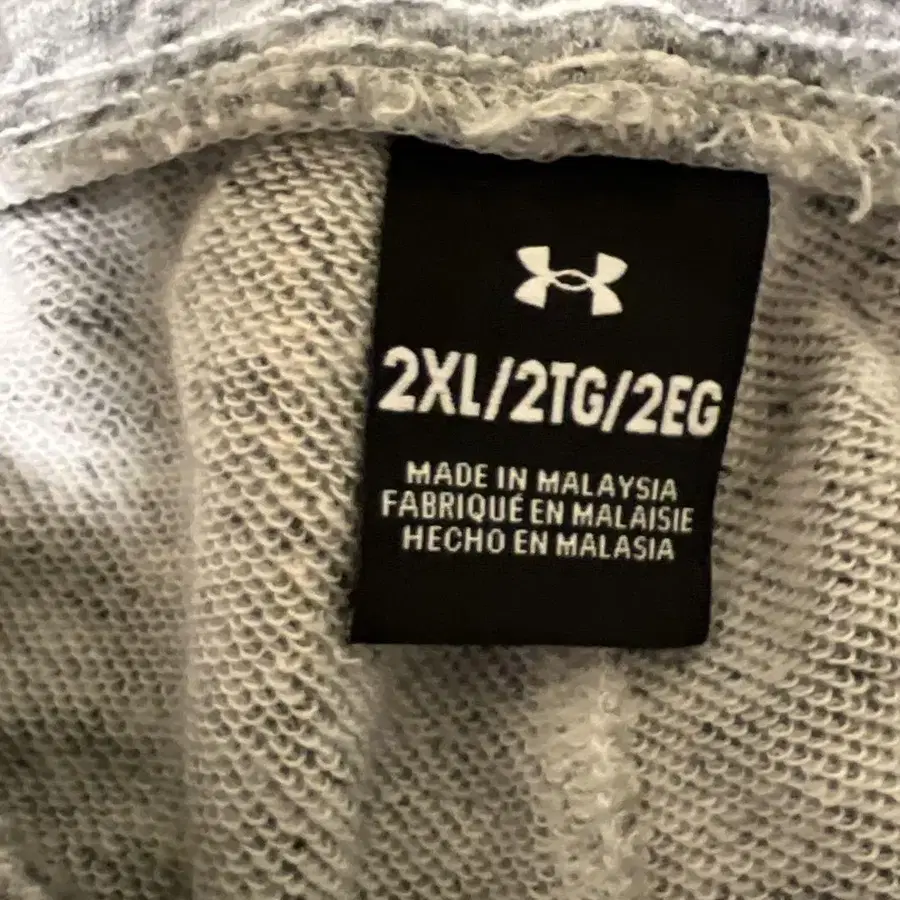 2XL/2TG/2EG
MADE IN MALAYSIA
FABRIQUÉ EN MALAISIE
HECHO EN MALASIA